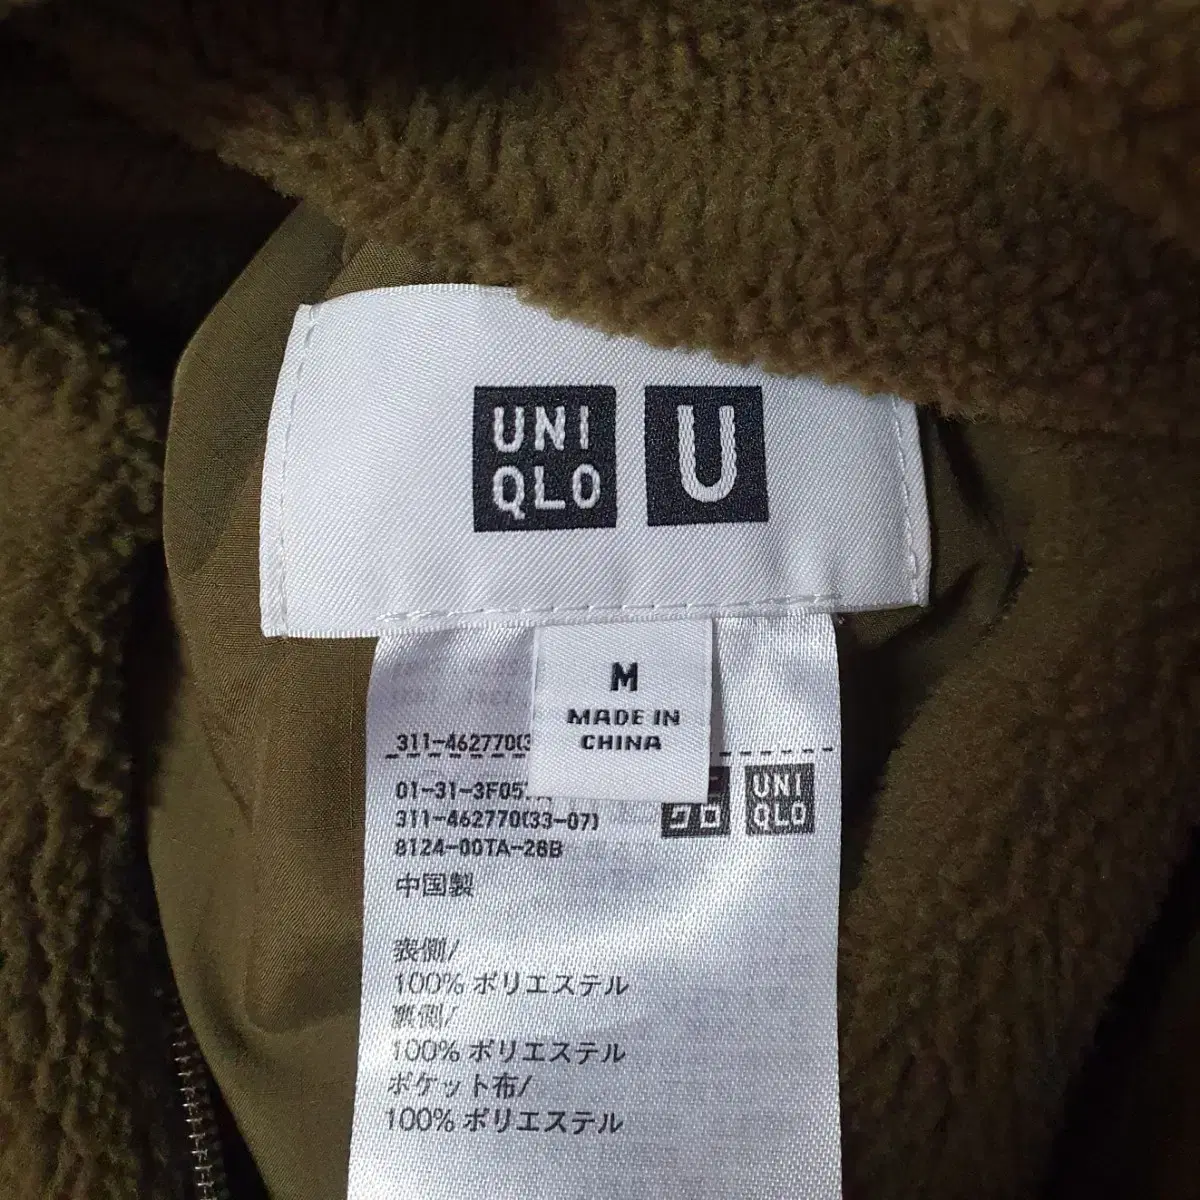 UNI
QLO
U
M
MADE IN
CHINA
311-462770(3
01-31-3F05
311-462770(33-07)
8124-00TA-28B
クロ
UNI
QLO
中国製
表側/
100% ポリエステル
裏側/
100% ポリエステル
ポケット布/
100% ポリエステル